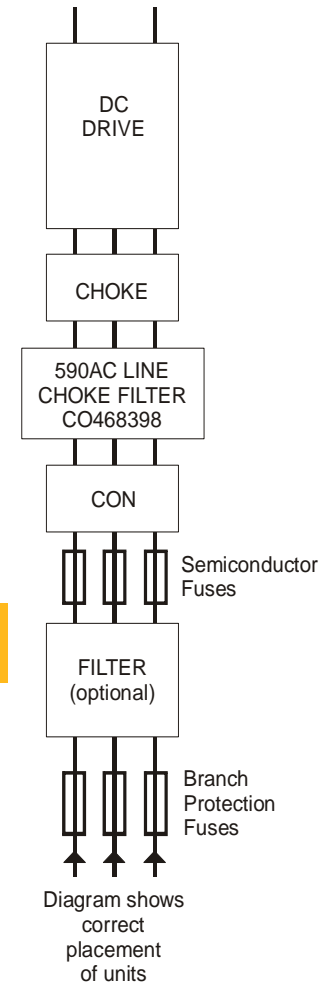 DC
DRIVE
CHOKE
590AC LINE
CHOKE FILTER
CO468398
CON
Semiconductor
Fuses
FILTER
(optional)
Branch
Protection
Fuses
Diagram shows
correct
placement
of units